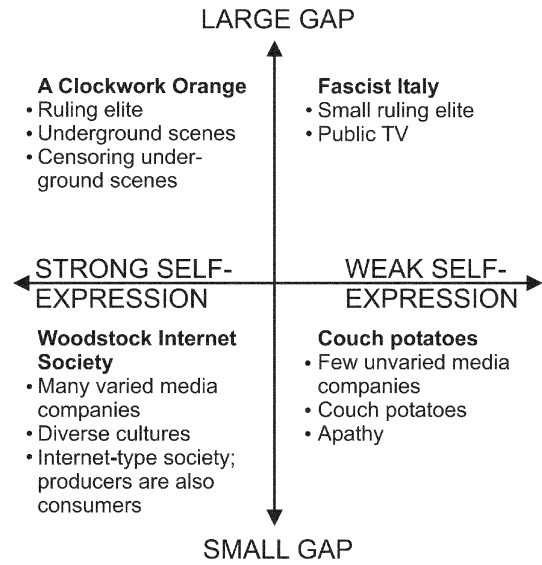 LARGE GAP
A Clockwork Orange
• Ruling elite
• Underground scenes
• Censoring under-
ground scenes
Fascist Italy
• Small ruling elite
• Public TV
STRONG SELF-
EXPRESSION
WEAK SELF-
EXPRESSION
Woodstock Internet
Society
• Many varied media
companies
• Diverse cultures
• Internet-type society;
producers are also
consumers
Couch potatoes
• Few unvaried media
companies
• Couch potatoes
• Apathy
SMALL GAP